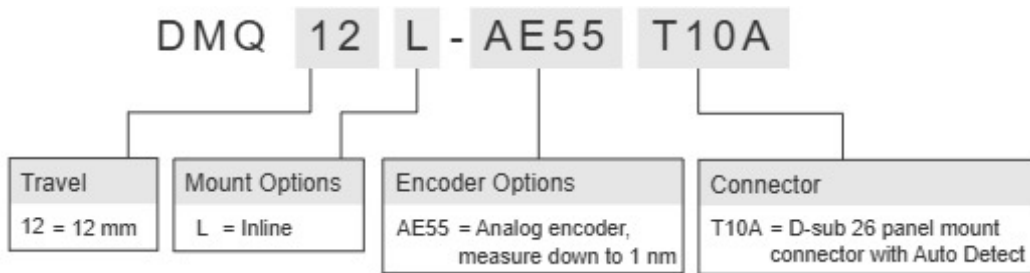 DMQ 12 L - AE55 T10A
Travel
12 = 12 mm
Mount Options
L = Inline
Encoder Options
AE55 = Analog encoder,
measure down to 1 nm
Connector
T10A = D-sub 26 panel mount
connector with Auto Detect